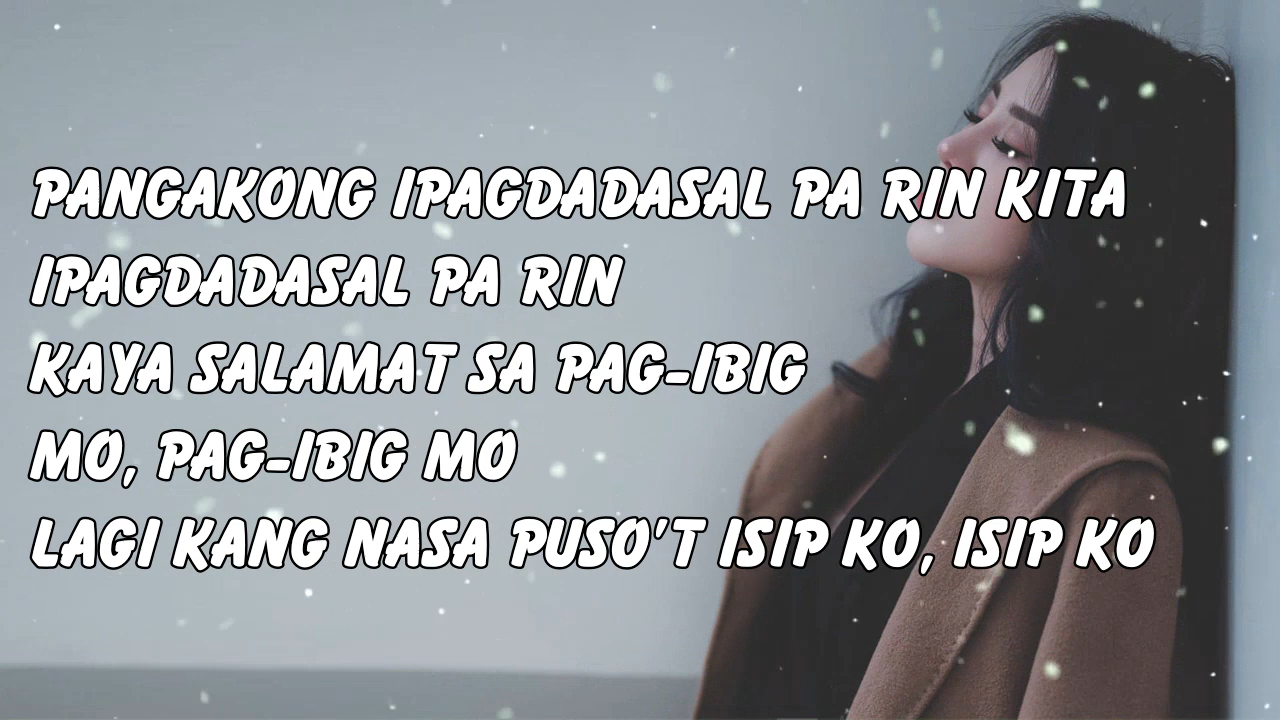 PANGAKONG IPAGDADASAL PA RIN KITA
IPAGDADASAL PA RIN
KAYA SALAMAT SA PAG-IBIG
MO, PAG-IBIG MO
LAGI KANG NASA PUSO'T ISIP KO, ISIP KO